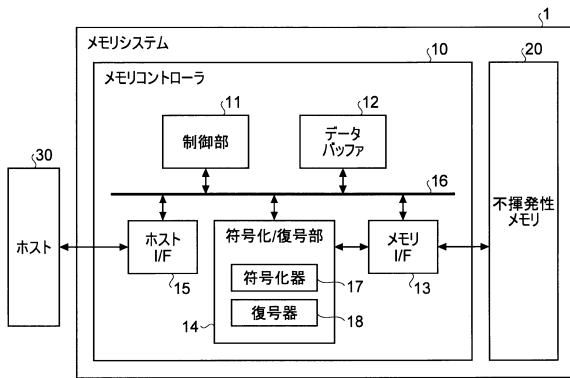 1
メモリシステム
10
20
メモリコントローラ
11
12
制御部
データ
バッファ
30
16
ホスト
ホスト
I/F
符号化/復号部
メモリ
I/F
不揮発性
メモリ
15
符号化器
17
13
復号器
18
14